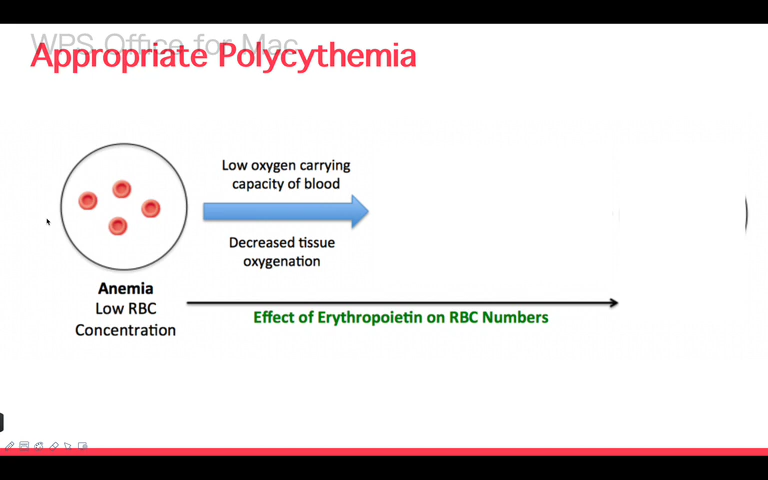 WPS Office for Mac
Appropriate Polycythemia
Low oxygen carrying
capacity of blood
Decreased tissue
oxygenation
Anemia
Low RBC
Concentration
Effect of Erythropoietin on RBC Numbers